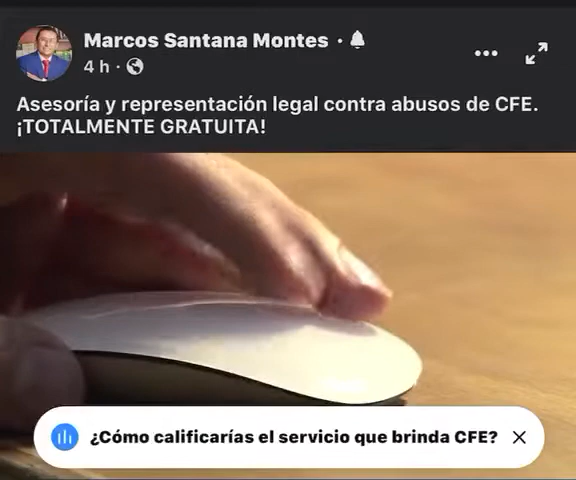 Marcos Santana Montes ·
4 h ·
Asesoría y representación legal contra abusos de CFE.
¡TOTALMENTE GRATUITA!
¿Cómo calificarías el servicio que brinda CFE?